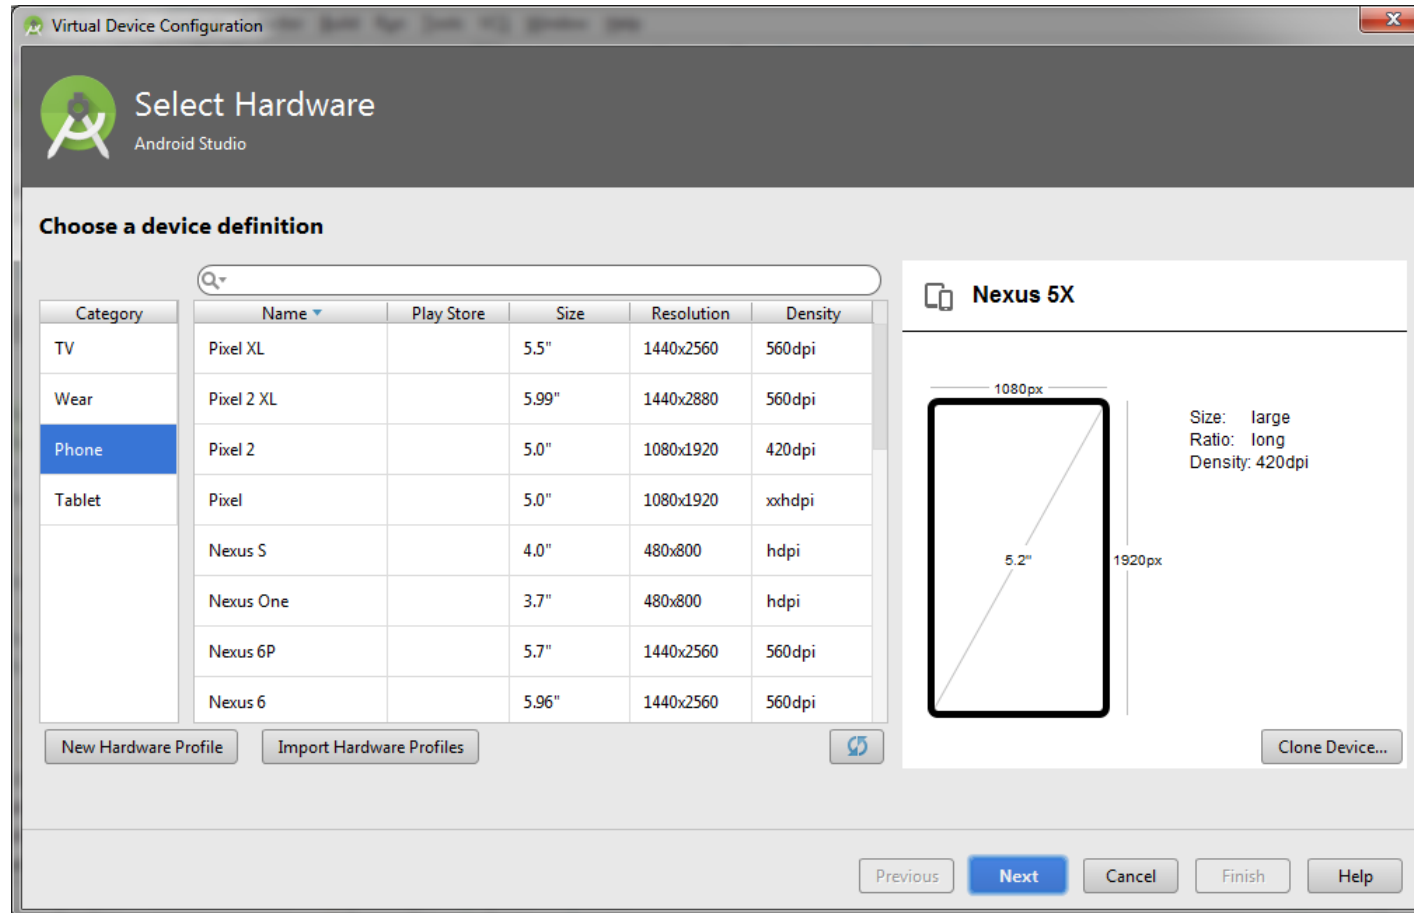 Virtual Device Configuration
Select Hardware
Android Studio
Choose a device definition
Category
TV
Wear
Phone
Tablet
Name Play Store Size Resolution Density
Pixel XL 5.5" 1440x2560 560dpi
Pixel 2 XL 5.99" 1440x2880 560dpi
Pixel 2 5.0" 1080x1920 420dpi
Pixel 5.0" 1080x1920 xxhdpi
Nexus S 4.0" 480x800 hdpi
Nexus One 3.7" 480x800 hdpi
Nexus 6P 5.7" 1440x2560 560dpi
Nexus 6 5.96" 1440x2560 560dpi
New Hardware Profile Import Hardware Profiles
Nexus 5X
1080px
5.2"
1920px
Size: large
Ratio: long
Density: 420dpi
Clone Device...
Previous Next Cancel Finish Help